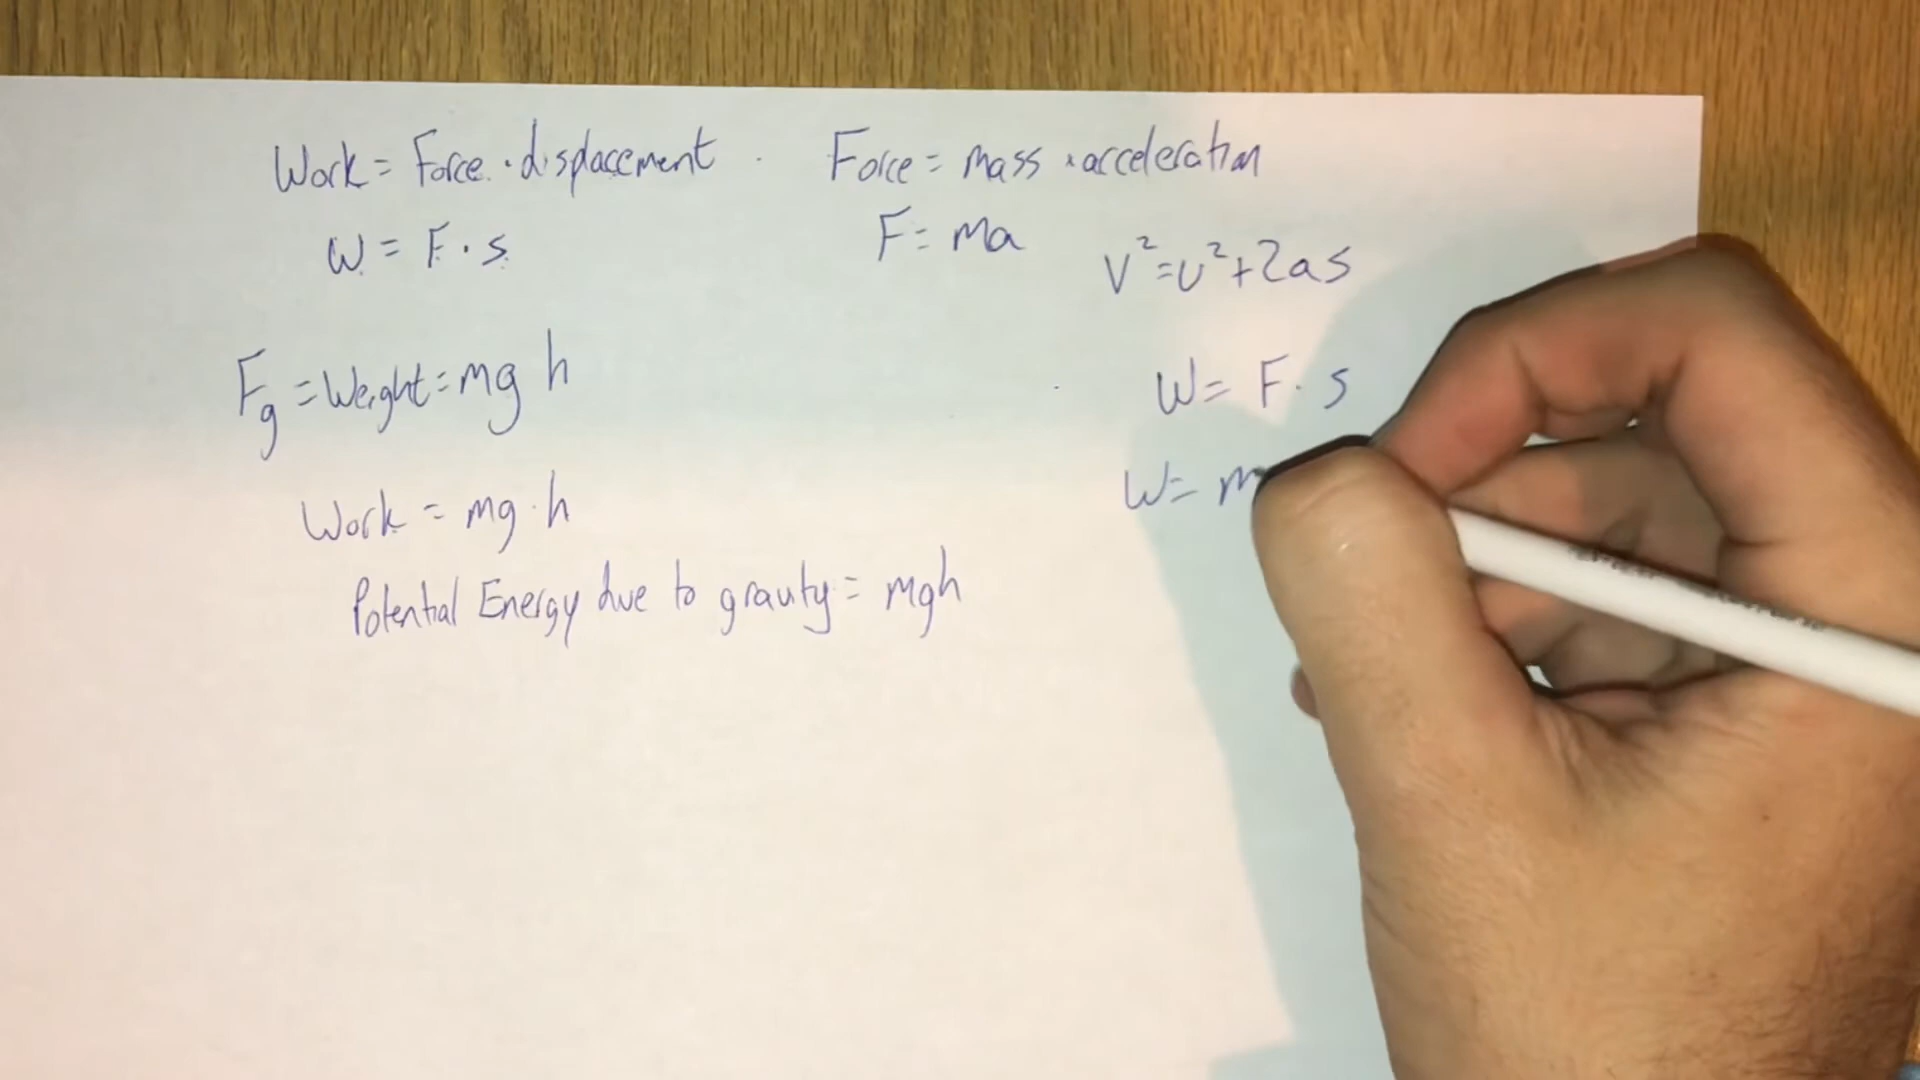 Work = Force · displacement
W = F · s
Fg = Weight = mg h
Work = mg · h
Potential Energy due to gravity = mgh
Force = mass × acceleration
F = ma
V² = u² + 2as
W = F · s
W = m